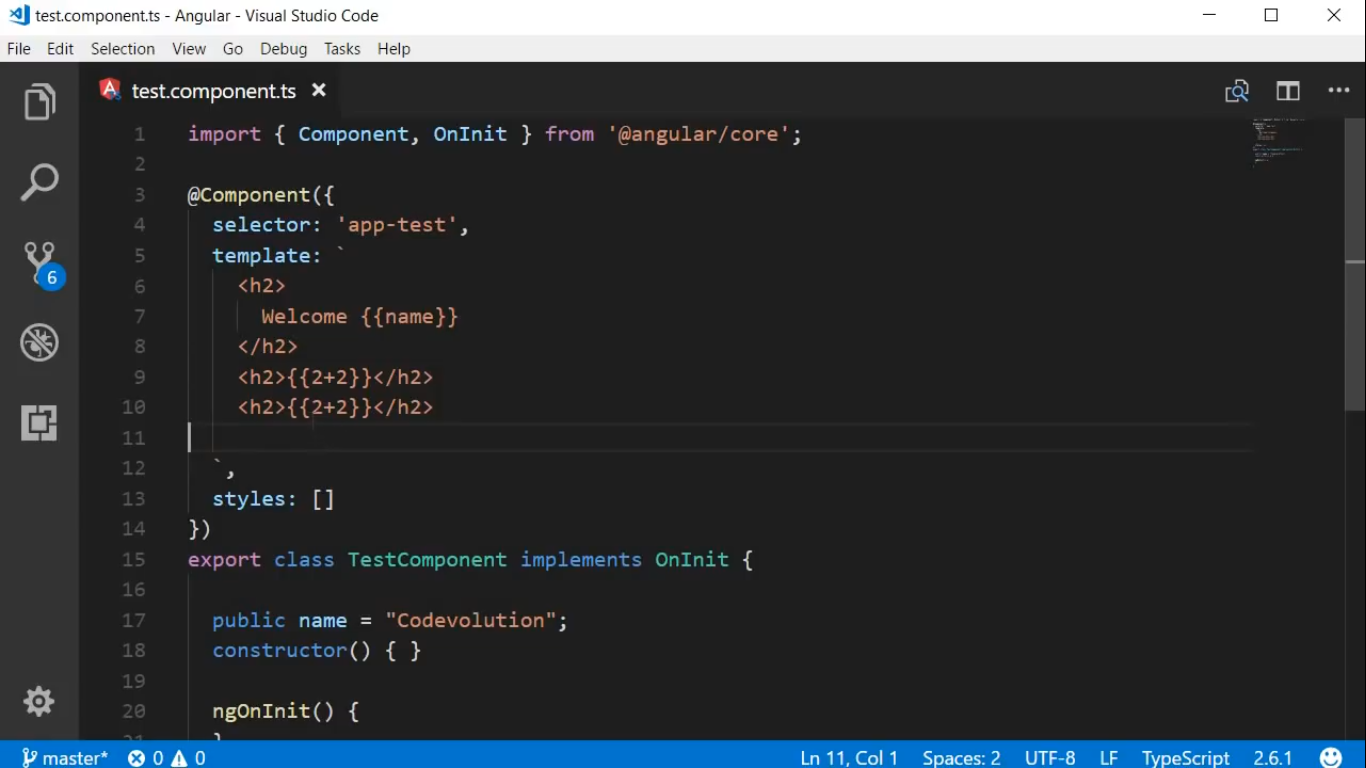 test.component.ts - Angular - Visual Studio Code
File Edit Selection View Go Debug Tasks Help
test.component.ts
1 import { Component, OnInit } from '@angular/core';
2
3 @Component({
4 selector: 'app-test',
5 template: `
6 <h2>
7 Welcome {{name}}
8 </h2>
9 <h2>{{2+2}}</h2>
10 <h2>{{2+2}}</h2>
11
12 `,
13 styles: []
14 })
15 export class TestComponent implements OnInit {
16
17 public name = "Codevolution";
18 constructor() { }
19
20 ngOnInit() {
21 }
6
master* 0 0 Ln 11, Col 1 Spaces: 2 UTF-8 LF TypeScript 2.6.1